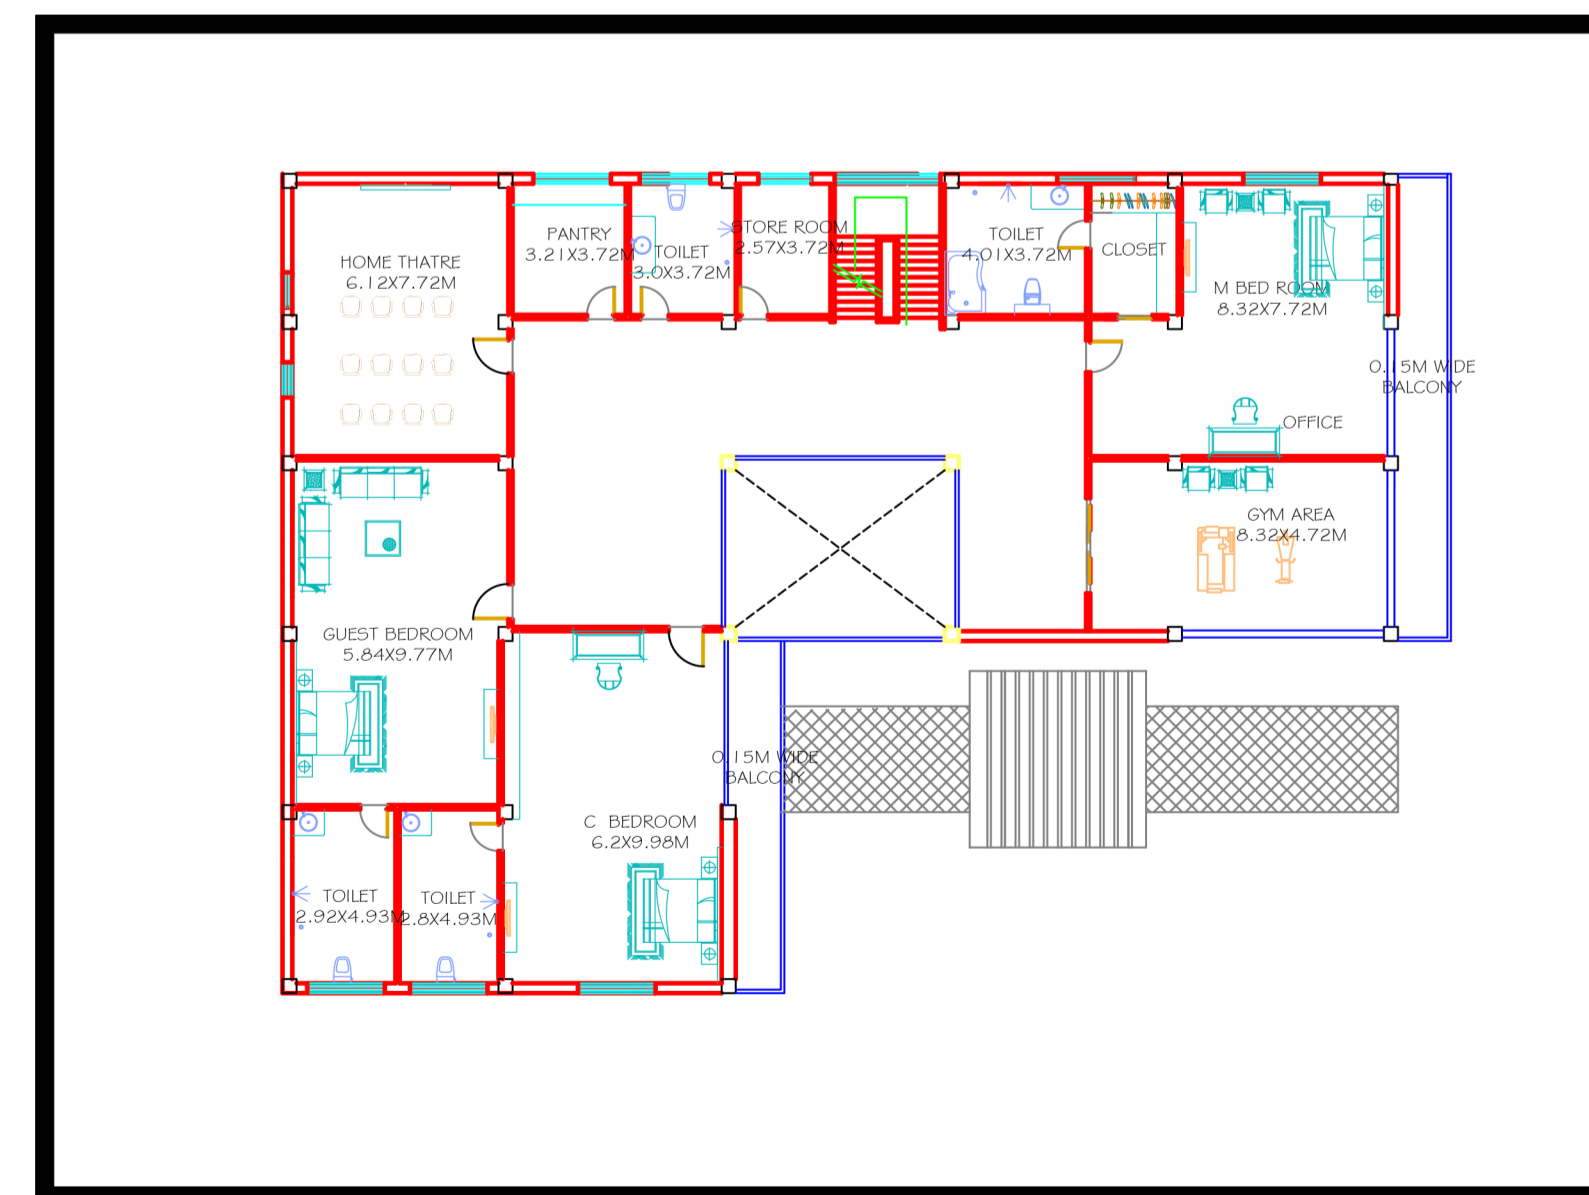 HOME THATRE
6.12X7.72M
PANTRY
3.21X3.72M
TOILET
3.0X3.72M
STORE ROOM
2.57X3.72M
TOILET
4.01X3.72M
CLOSET
M BED ROOM
8.32X7.72M
0.15M WIDE
BALCONY
OFFICE
GYM AREA
8.32X4.72M
GUEST BEDROOM
5.84X9.77M
0.15M WIDE
BALCONY
C BEDROOM
6.2X9.98M
TOILET
2.92X4.93M
TOILET
2.8X4.93M